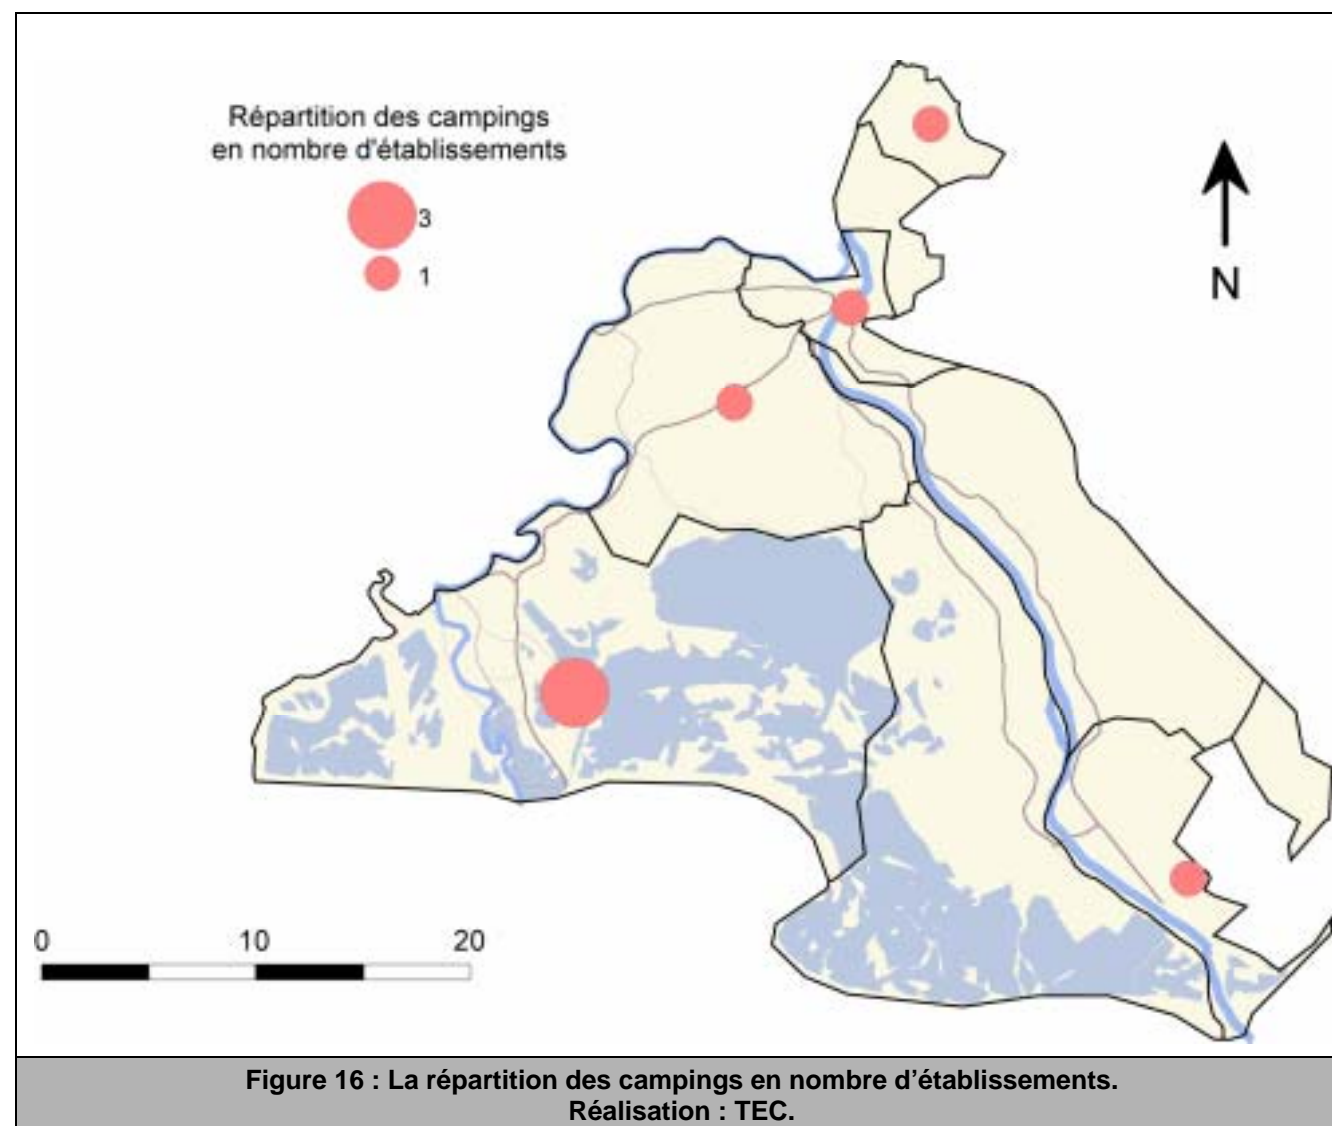 Répartition des campings
en nombre d'établissements
3
1
N
0 10 20
Figure 16 : La répartition des campings en nombre d’établissements.
Réalisation : TEC.